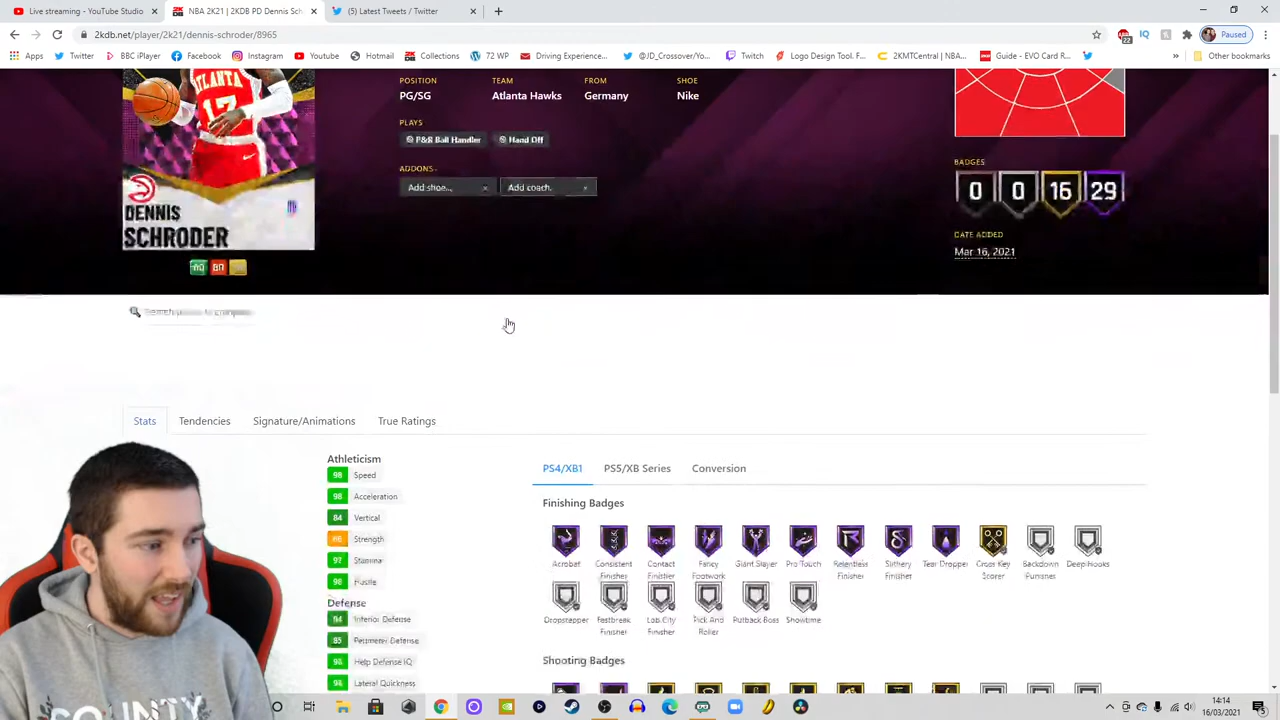 Live streaming - YouTube Studio
NBA 2K21 | 2KDB PD Dennis Sch
(5) Latest Tweets / Twitter
2kdb.net/player/2k21/dennis-schroder/8965
Paused
Apps
Twitter
BBC iPlayer
Facebook
Instagram
Youtube
Hotmail
Collections
72 WP
Driving Experience...
@JD_Crossover/Yo...
Twitch
Logo Design Tool. F...
2KMTCentral | NBA...
Guide - EVO Card R...
Other bookmarks
POSITION
TEAM
FROM
SHOE
PG/SG
Atlanta Hawks
Germany
Nike
PLAYS
P&R Ball Handler
Hand Off
ADDONS
Add shoe...
Add coach.
ATLANTA
17
DENNIS
SCHRODER
BADGES
0
0
16
29
DATE ADDED
Mar 16, 2021
Stats
Tendencies
Signature/Animations
True Ratings
Athleticism
98 Speed
98 Acceleration
84 Vertical
Strength
97 Stamina
98 Hustle
Defense
Interior Defense
Perimeter Defense
Help Defense IQ
Lateral Quickness
PS4/XB1
PS5/XB Series
Conversion
Finishing Badges
Acrobat
Consistent Finisher
Contact Finisher
Fancy Footwork
Giant Slayer
Pro Touch
Relentless Finisher
Slithery Finisher
Tear Dropper
Cross Key Scorer
Backdown Punisher
Deep Hooks
Dropstepper
Fastbreak Finisher
Lob City Finisher
Pick And Roller
Putback Boss
Showtime
Shooting Badges
COUNTY
14:14
16/03/2021